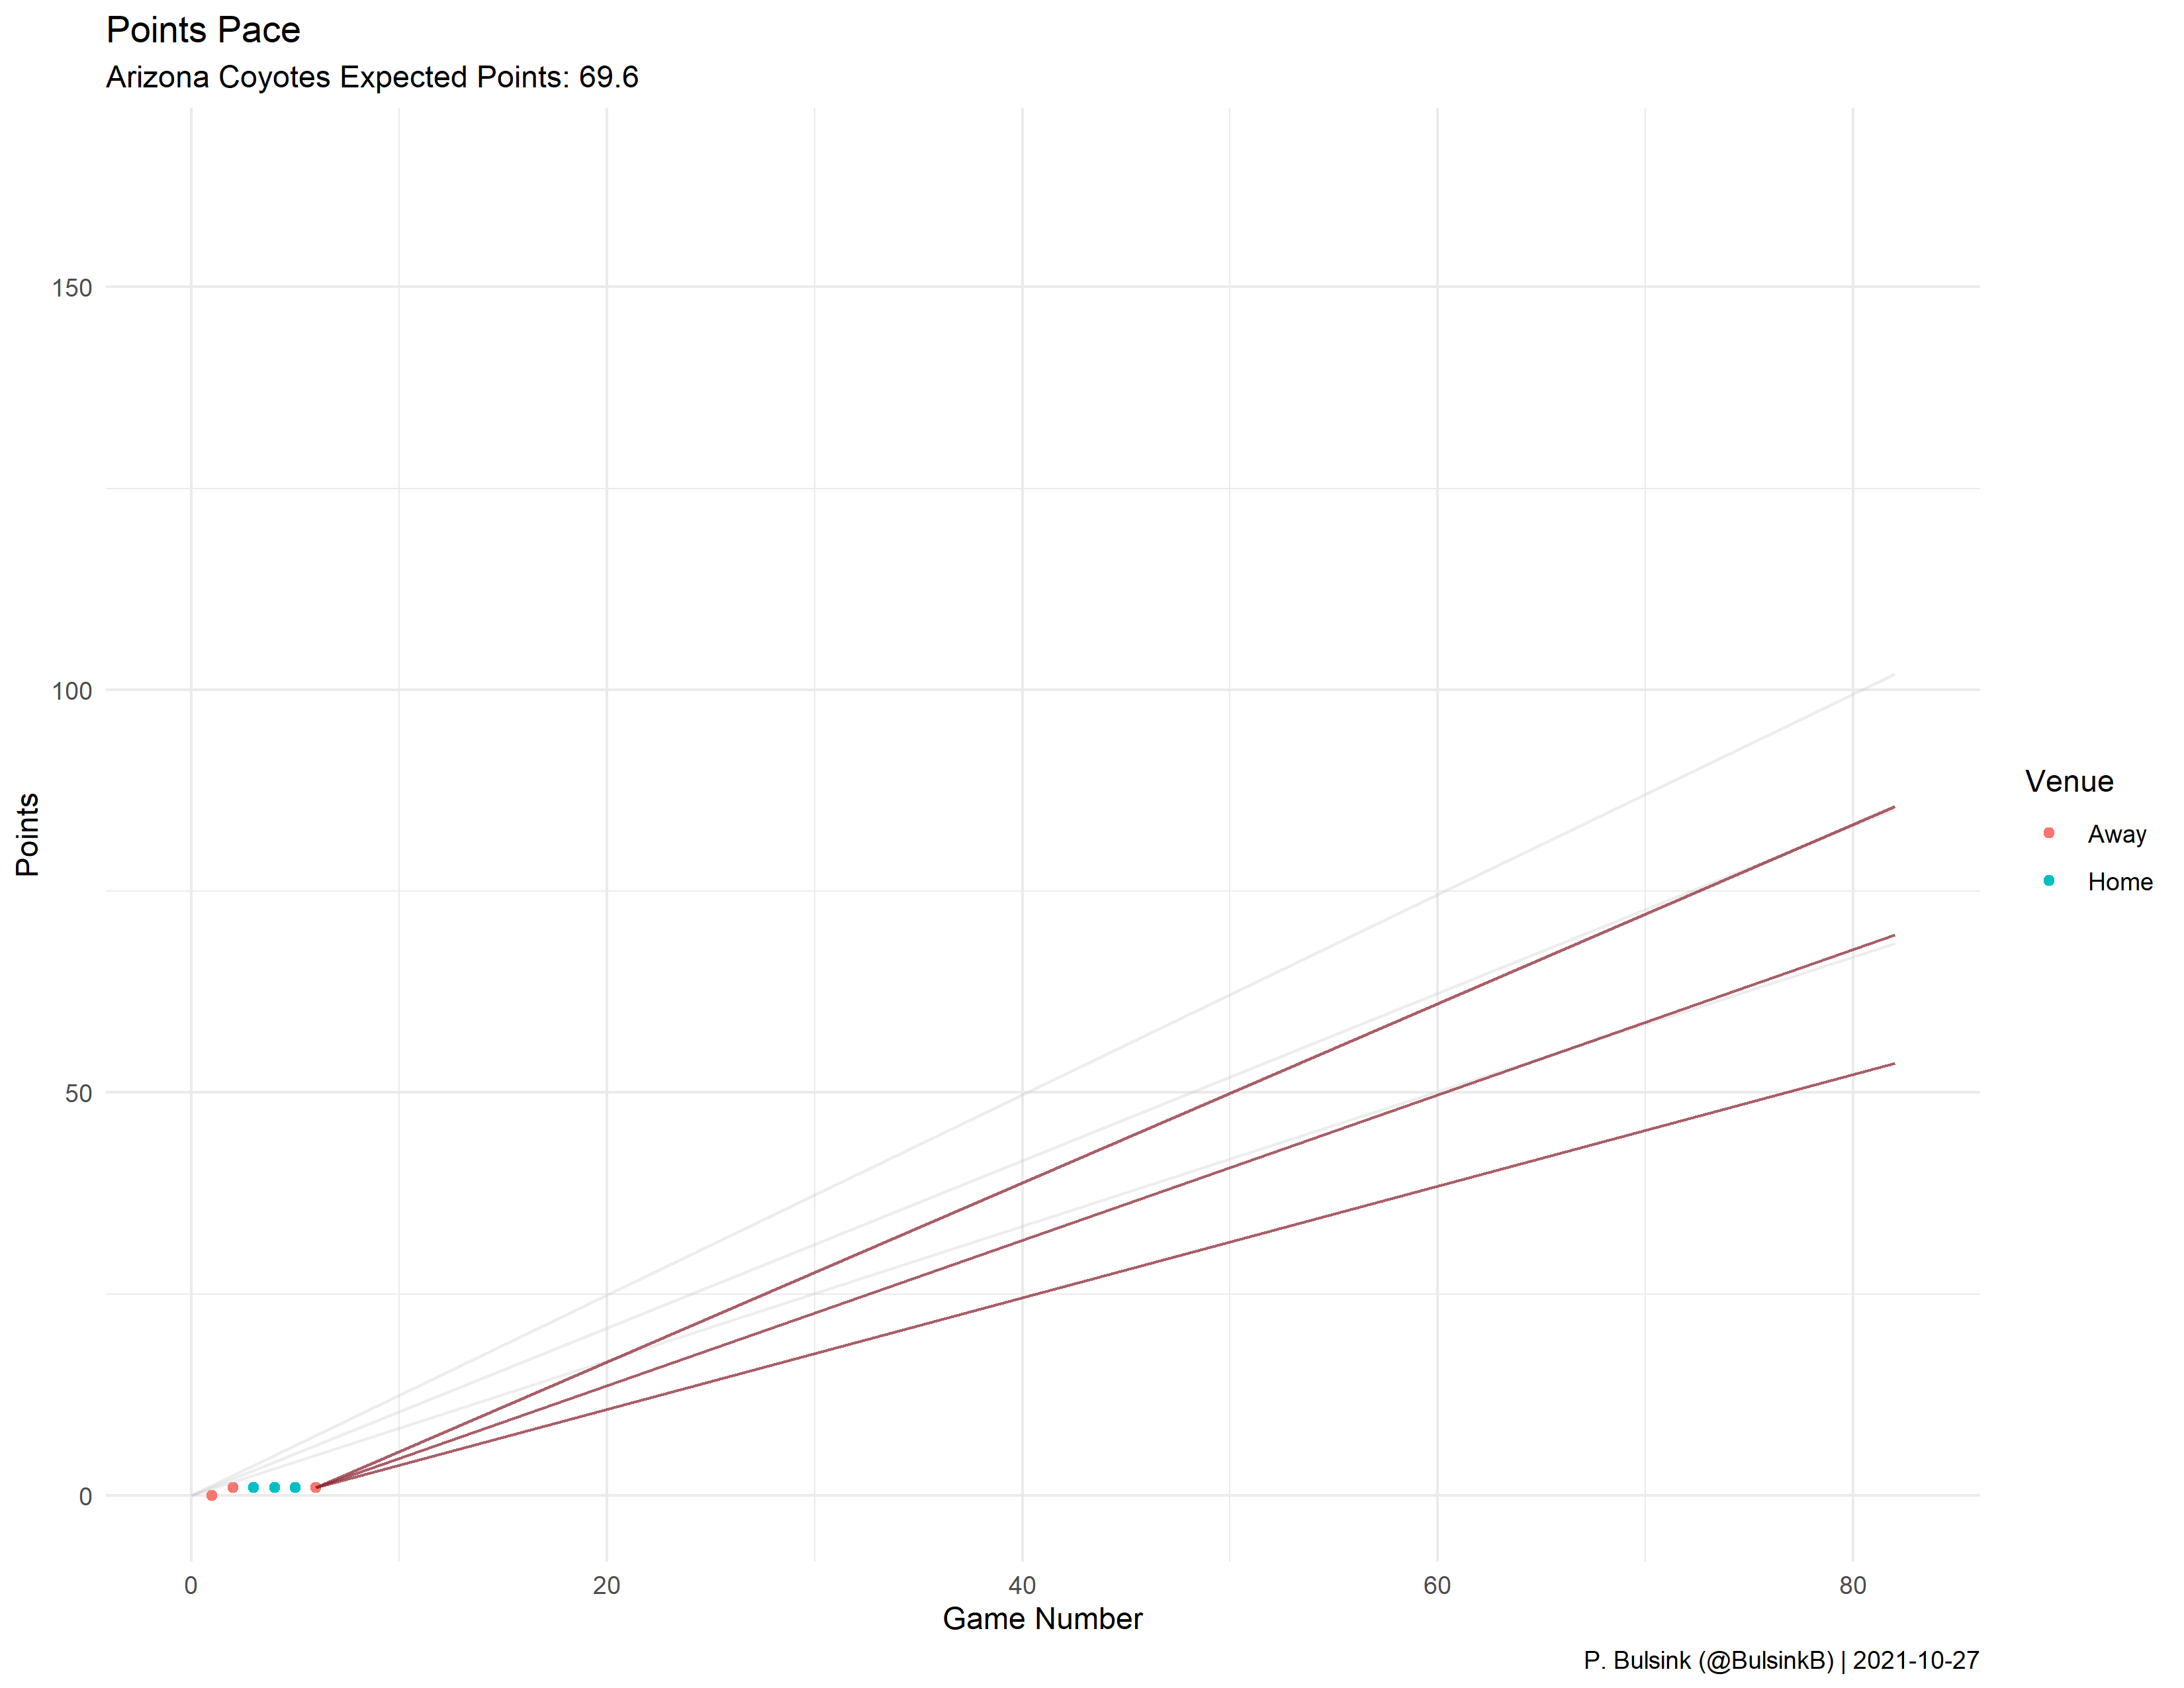 Points Pace
Arizona Coyotes Expected Points: 69.6
150
100
50
0
Points
0 20 40 60 80
Game Number
Venue
Away
Home
P. Bulsink (@BulsinkB) | 2021-10-27